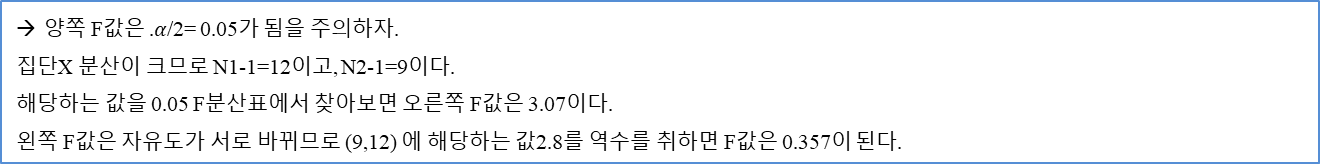 → 양쪽 F값은 .𝛼/2= 0.05가 됨을 주의하자.
집단X 분산이 크므로 N1-1=12이고, N2-1=9이다.
해당하는 값을 0.05 F분산표에서 찾아보면 오른쪽 F값은 3.07이다.
왼쪽 F값은 자유도가 서로 바뀌므로 (9,12) 에 해당하는 값2.8를 역수를 취하면 F값은 0.357이 된다.